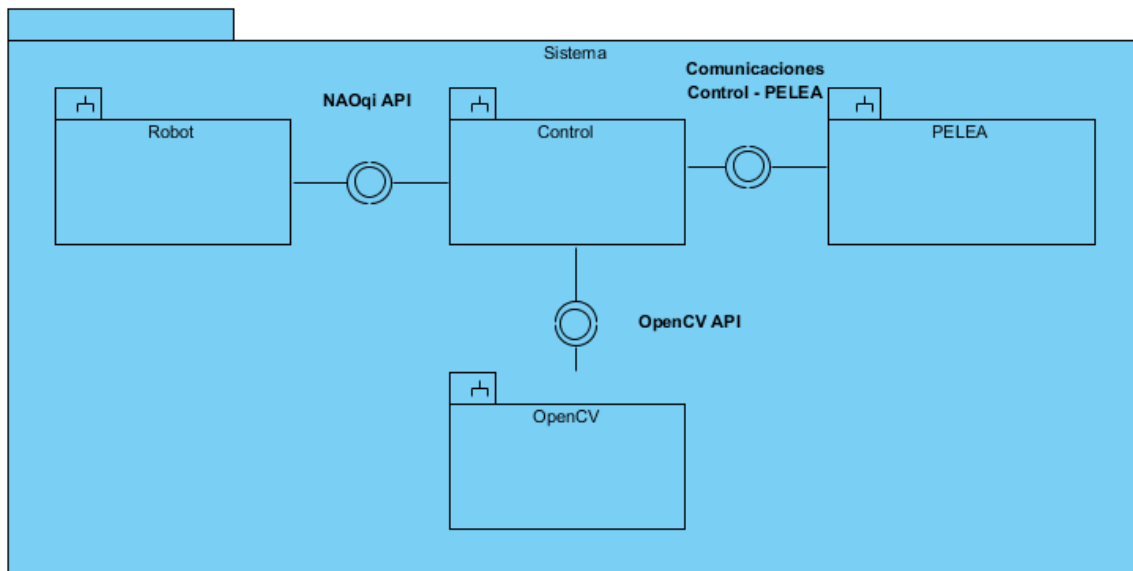 Sistema
NAOqi API
Comunicaciones
Control - PELEA
Robot
Control
PELEA
OpenCV API
OpenCV